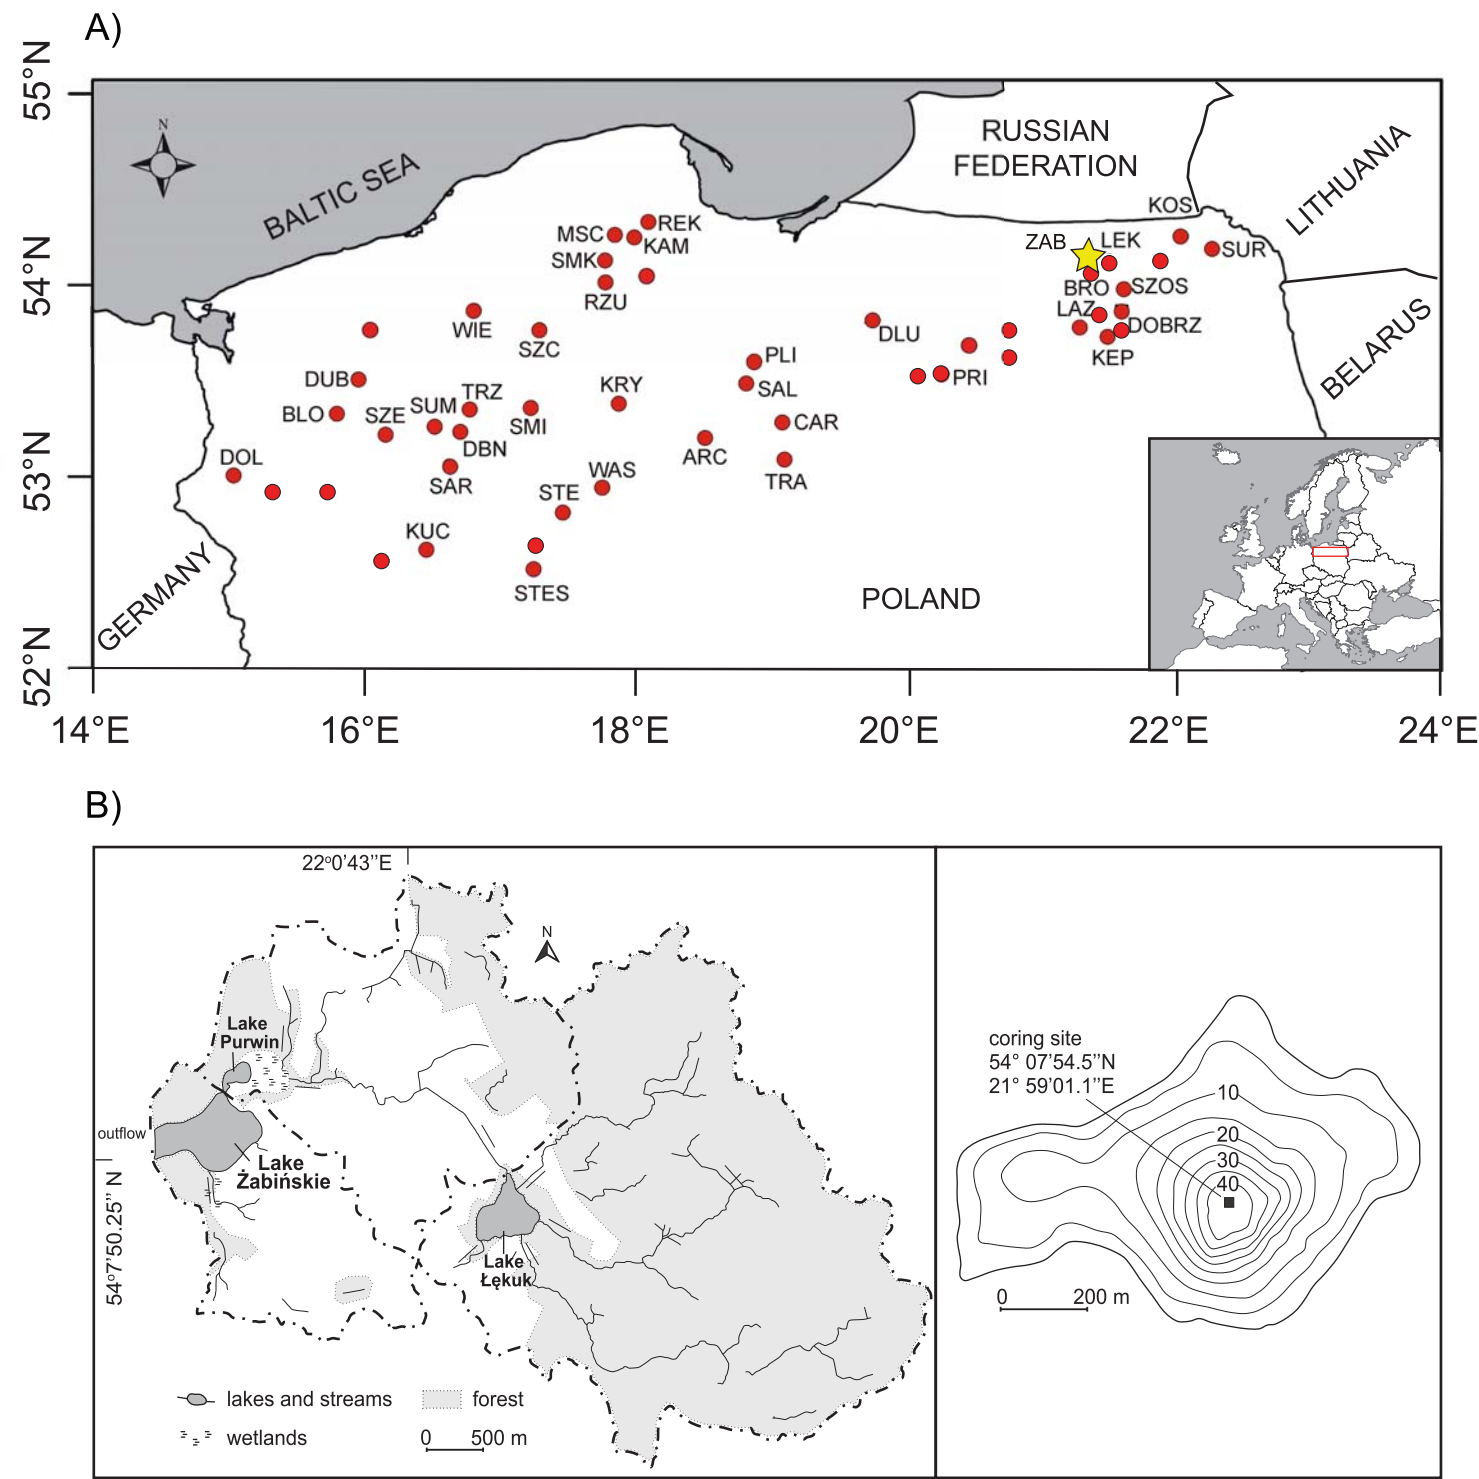 A)
55°N
54°N
53°N
52°N
14°E
16°E
18°E
20°E
22°E
24°E
N
BALTIC SEA
RUSSIAN
FEDERATION
LITHUANIA
BELARUS
GERMANY
POLAND
KOS
ZAB
LEK
SUR
BRO
SZOS
LAZ
DOBRZ
KEP
REK
MSC
KAM
SMK
RZU
WIE
SZC
DUB
BLO
SZE
SUM
TRZ
SMI
DBN
KRY
DOL
SAR
WAS
STE
KUC
STES
PLI
SAL
CAR
ARC
TRA
DLU
PRI
B)
22°0'43"E
N
Lake
Purwin
outflow
Lake
Żabińskie
54°7'50.25" N
Lake
Łękuk
lakes and streams
forest
wetlands
0 500 m
coring site
54° 07'54.5"N
21° 59'01.1"E
10
20
30
40
0 200 m